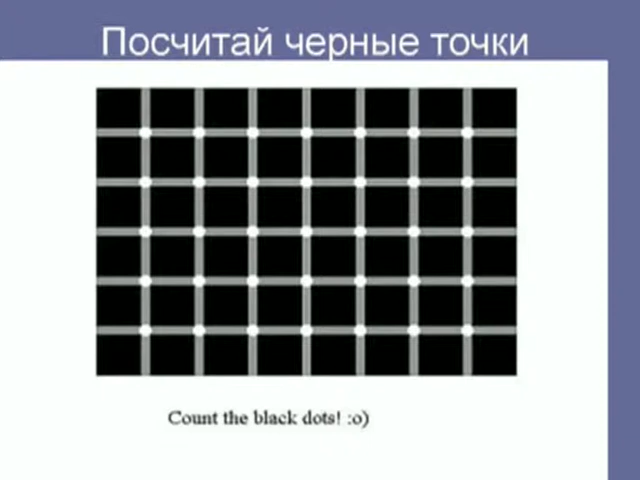 Посчитай черные точки
Count the black dots! :o)